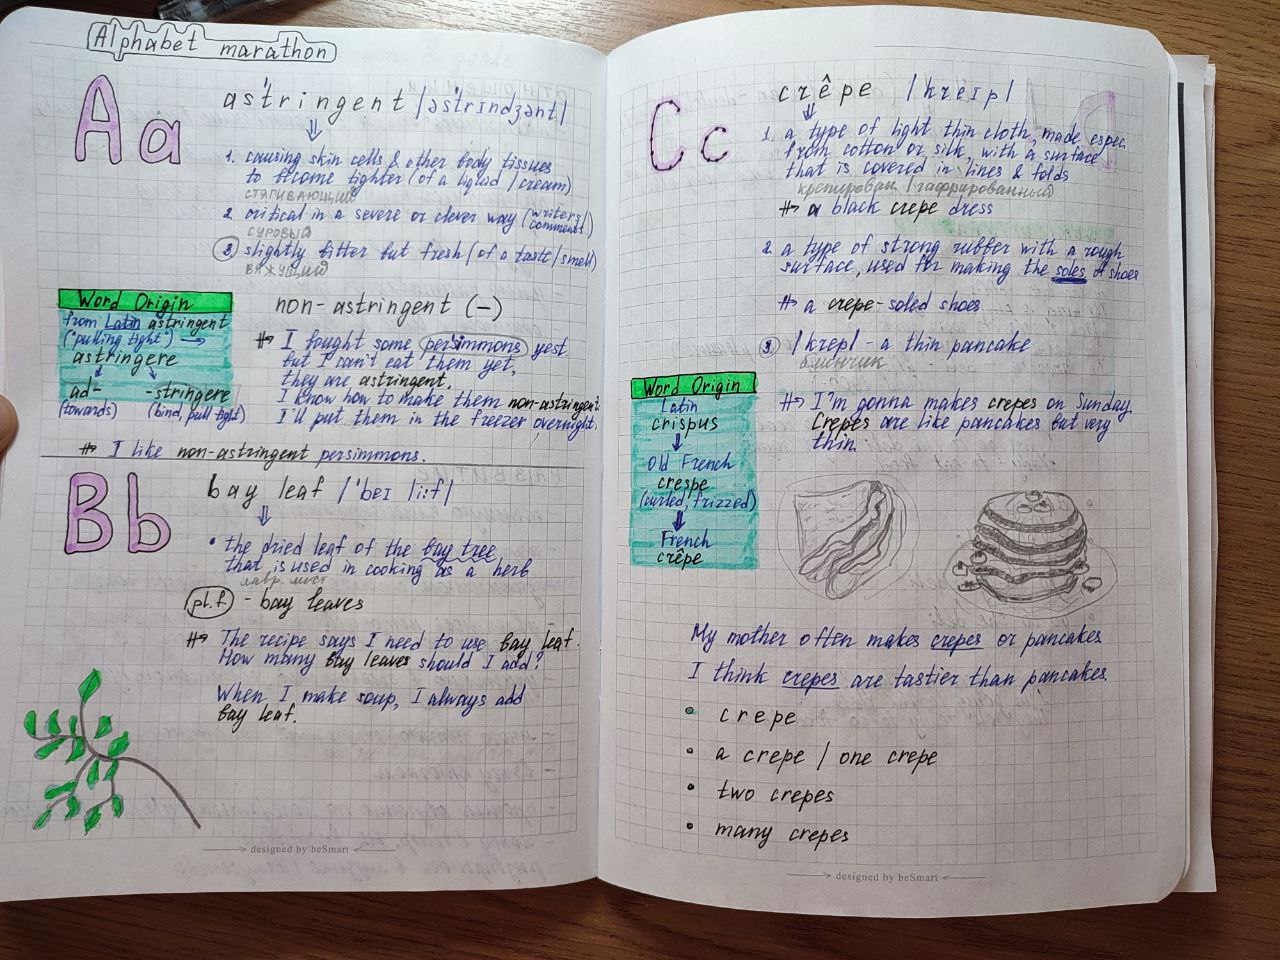 Alphabet marathon
Aa
astringent /əˈstrɪndʒənt/
1. causing skin cells & other body tissues
to become tighter (of a liquid / cream)
стягивающий
2. critical in a severe or clever way (writers/
comment)
суровый
3. slightly bitter but fresh (of a taste/smell)
вяжущий
Word Origin
from Latin astringent
("pulling tight") →
astringere
ad- -stringere
(towards) (bind, pull tight)
non-astringent (-)
I bought some persimmons yest.
but I can't eat them yet,
they are astringent.
I know how to make them non-astringent.
I'll put them in the freezer overnight.
I like non-astringent persimmons.
Bb
bay leaf /ˈbeɪ liːf/
• the dried leaf of the bay tree
that is used in cooking as a herb
лавр. лист
pl.f - bay leaves
The recipe says I need to use bay leaf.
How many bay leaves should I add?
When I make soup, I always add
bay leaf.
designed by beSmart
Cc
crêpe /kreɪp/
1. a type of light thin cloth, made espec.
from cotton or silk, with a surface
that is covered in lines & folds
/гафрированный
a black crepe dress
2. a type of strong rubber with a rough
surface, used for making the soles of shoes
a crepe-soled shoes
3. /krep/ - a thin pancake
блинчик
I'm gonna makes crepes on Sunday.
Crepes are like pancakes but very
thin.
Word Origin
Latin
crispus
Old French
crespe
(curled, frizzed)
French
crêpe
My mother often makes crepes or pancakes.
I think crepes are tastier than pancakes.
• crepe
• a crepe / one crepe
• two crepes
• many crepes
designed by beSmart